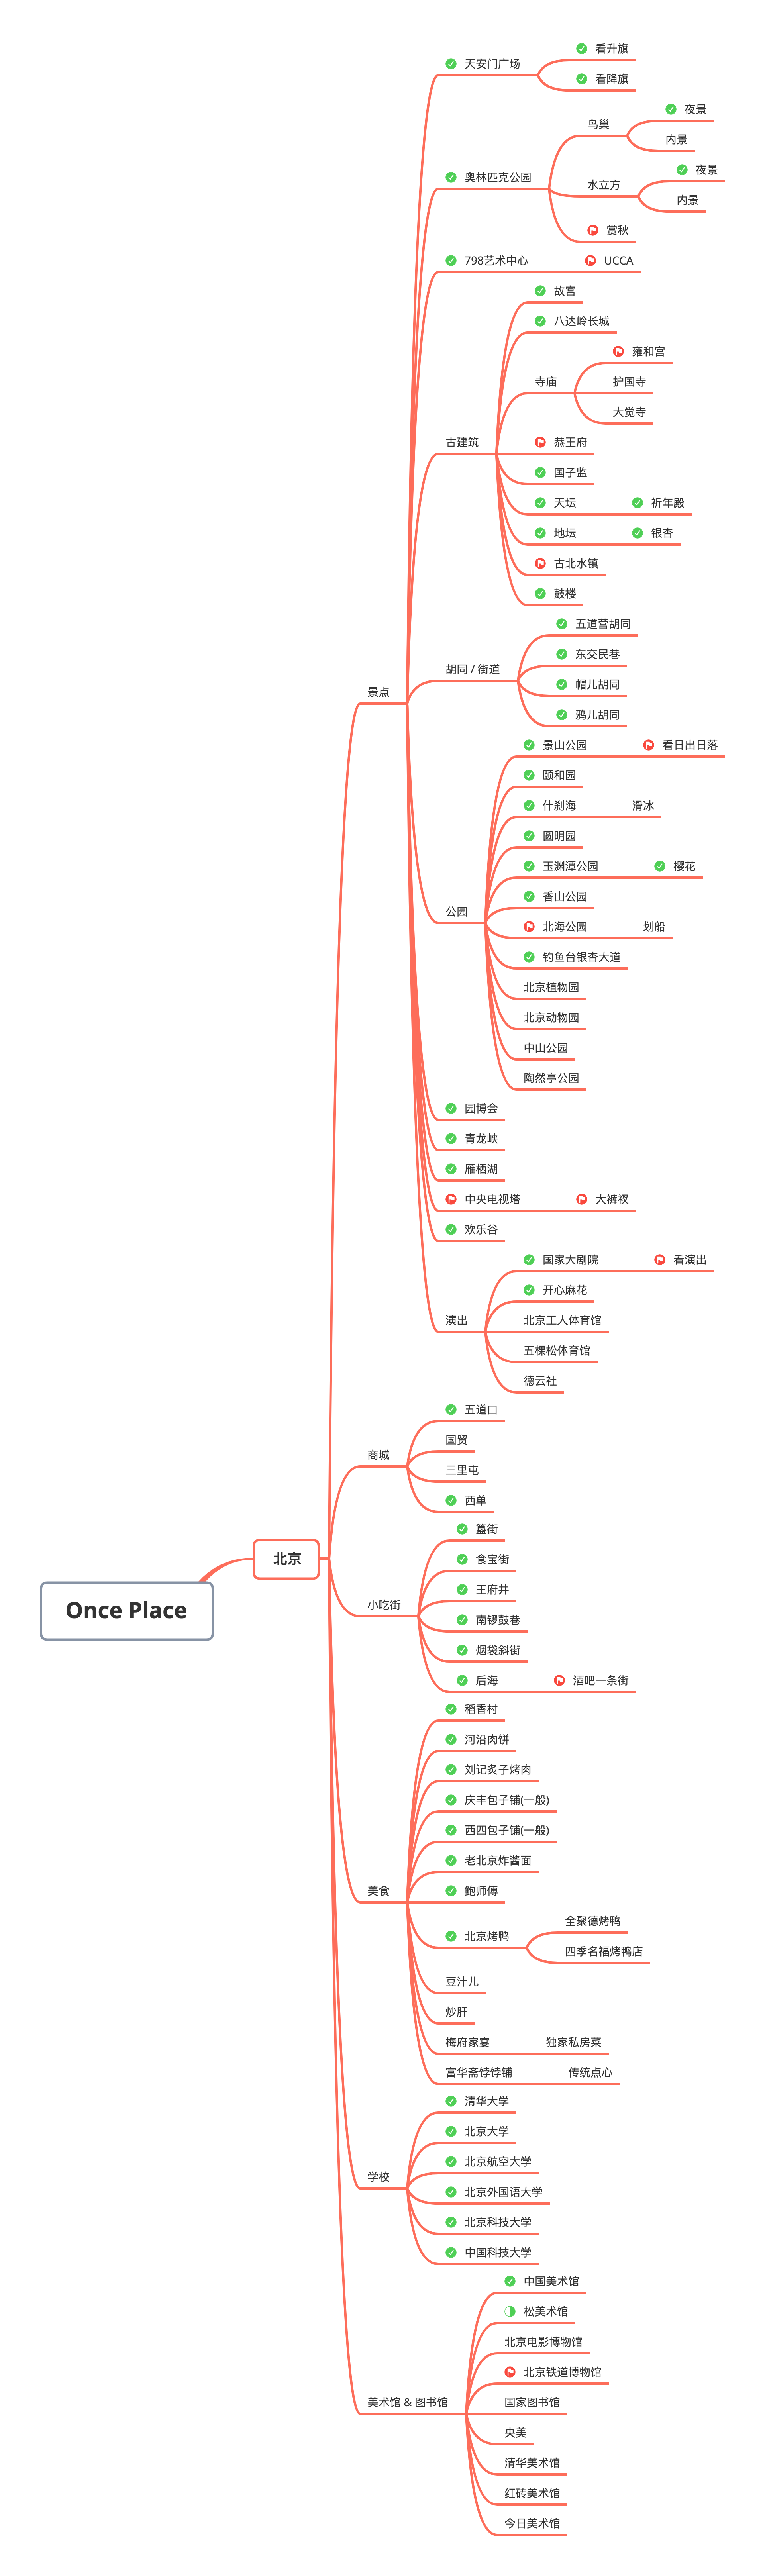 Once Place
北京
景点
天安门广场
看升旗
看降旗
奥林匹克公园
鸟巢
夜景
内景
水立方
夜景
内景
赏秋
798艺术中心
UCCA
古建筑
故宫
八达岭长城
寺庙
雍和宫
护国寺
大觉寺
恭王府
国子监
天坛
祈年殿
地坛
银杏
古北水镇
鼓楼
胡同 / 街道
五道营胡同
东交民巷
帽儿胡同
鸦儿胡同
公园
景山公园
看日出日落
颐和园
什刹海
滑冰
圆明园
玉渊潭公园
樱花
香山公园
北海公园
划船
钓鱼台银杏大道
北京植物园
北京动物园
中山公园
陶然亭公园
园博会
青龙峡
雁栖湖
中央电视塔
大裤衩
欢乐谷
演出
国家大剧院
看演出
开心麻花
北京工人体育馆
五棵松体育馆
德云社
商城
五道口
国贸
三里屯
西单
小吃街
簋街
食宝街
王府井
南锣鼓巷
烟袋斜街
后海
酒吧一条街
美食
稻香村
河沿肉饼
刘记炙子烤肉
庆丰包子铺(一般)
西四包子铺(一般)
老北京炸酱面
鲍师傅
北京烤鸭
全聚德烤鸭
四季名福烤鸭店
豆汁儿
炒肝
梅府家宴
独家私房菜
富华斋饽饽铺
传统点心
学校
清华大学
北京大学
北京航空大学
北京外国语大学
北京科技大学
中国科技大学
美术馆 & 图书馆
中国美术馆
松美术馆
北京电影博物馆
北京铁道博物馆
国家图书馆
央美
清华美术馆
红砖美术馆
今日美术馆